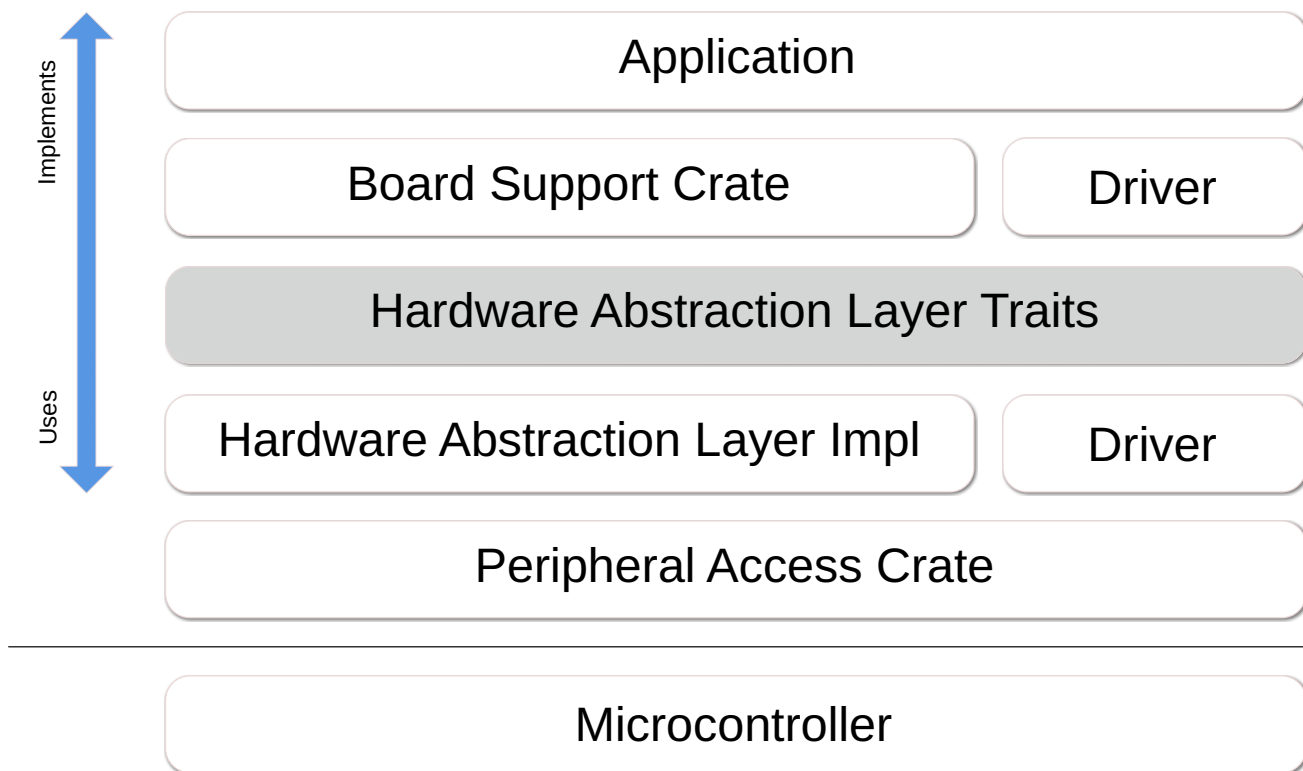 Implements
Application
Board Support Crate
Driver
Hardware Abstraction Layer Traits
Uses
Hardware Abstraction Layer Impl
Driver
Peripheral Access Crate
Microcontroller